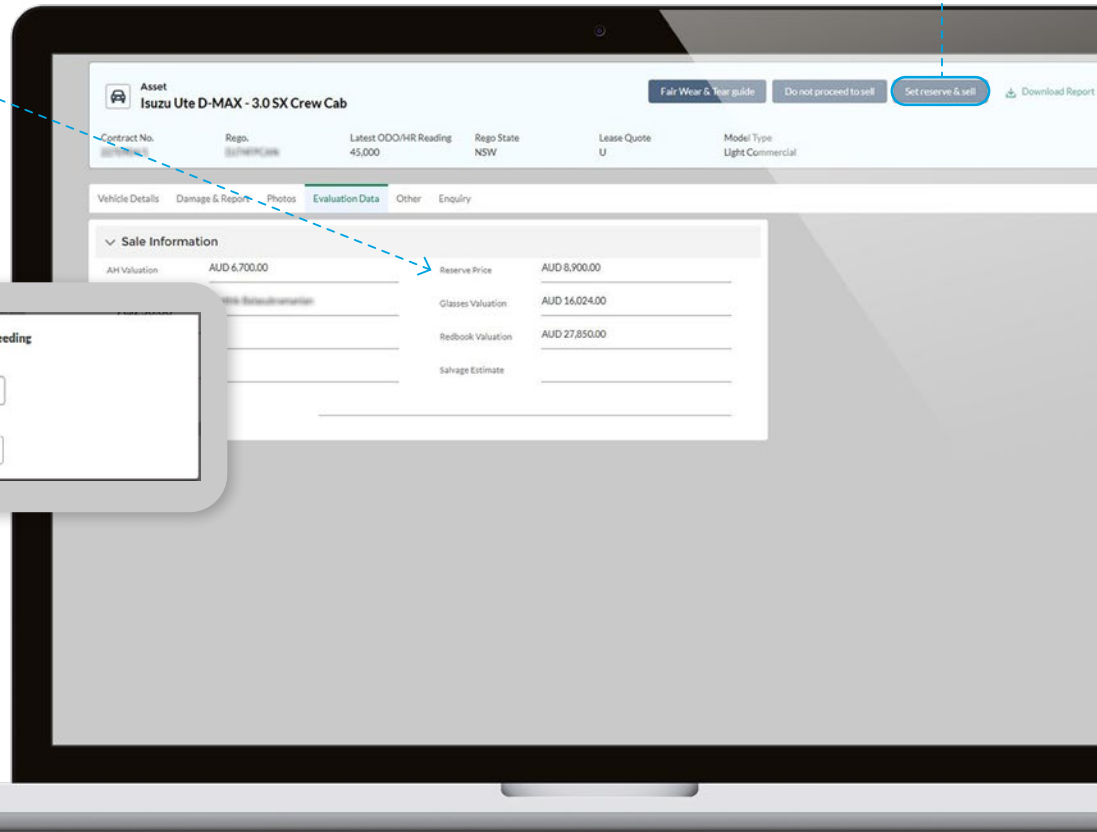 Asset
Isuzu Ute D-MAX - 3.0 SX Crew Cab
Fair Wear & Tear guide Do not proceed to sell Set reserve & sell Download Report
Contract No. Rego. Latest ODO/HR Reading Rego State Lease Quote Model Type
45,000 NSW U Light Commercial
Vehicle Details Damage & Report Photos Evaluation Data Other Enquiry
Sale Information
AH Valuation AUD 6,700.00 Reserve Price AUD 8,900.00
Glasses Valuation AUD 16,024.00
Redbook Valuation AUD 27,850.00
Salvage Estimate